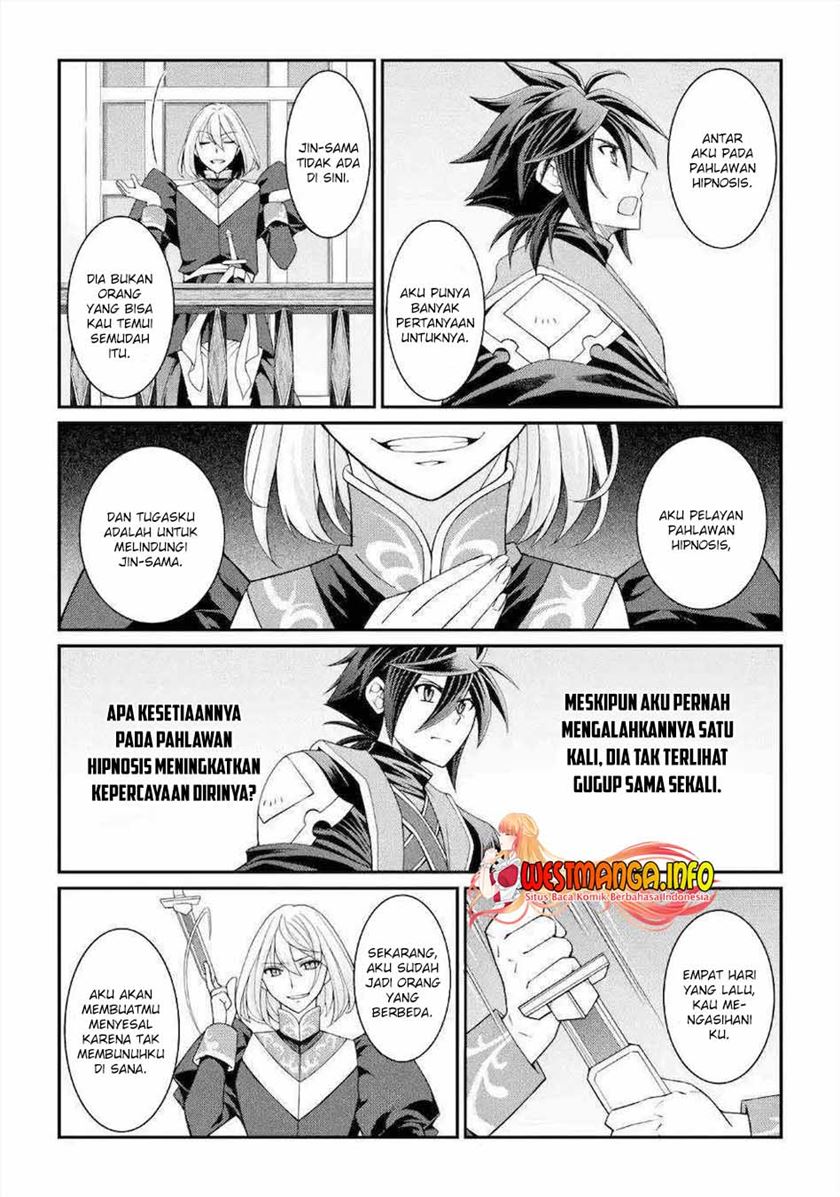 ANTAR
AKU PADA
PAHLAWAN
HIPNOSIS.
AKU PUNYA
BANYAK
PERTANYAAN
UNTUKNYA.
JIN-SAMA
TIDAK ADA
DI SINI.
DIA BUKAN
ORANG
YANG BISA
KAU TEMUI
SEMUDAH
ITU.
AKU PELAYAN
PAHLAWAN
HIPNOSIS,
DAN TUGASKU
ADALAH UNTUK
MELINDUNGI
JIN-SAMA.
MESKIPUN AKU PERNAH
MENGALAHKANNYA SATU
KALI, DIA TAK TERLIHAT
GUGUP SAMA SEKALI.
APA KESETIAANNYA
PADA PAHLAWAN
HIPNOSIS MENINGKATKAN
KEPERCAYAAN DIRINYA?
WESTMANGA.INFO
SITUS BACA KOMIK BERBAHASA INDONESIA
EMPAT HARI
YANG LALU,
KAU ME-
NGASIHANI
KU.
SEKARANG,
AKU SUDAH
JADI ORANG
YANG
BERBEDA.
AKU AKAN
MEMBUATMU
MENYESAL
KARENA TAK
MEMBUNUHKU
DI SANA.